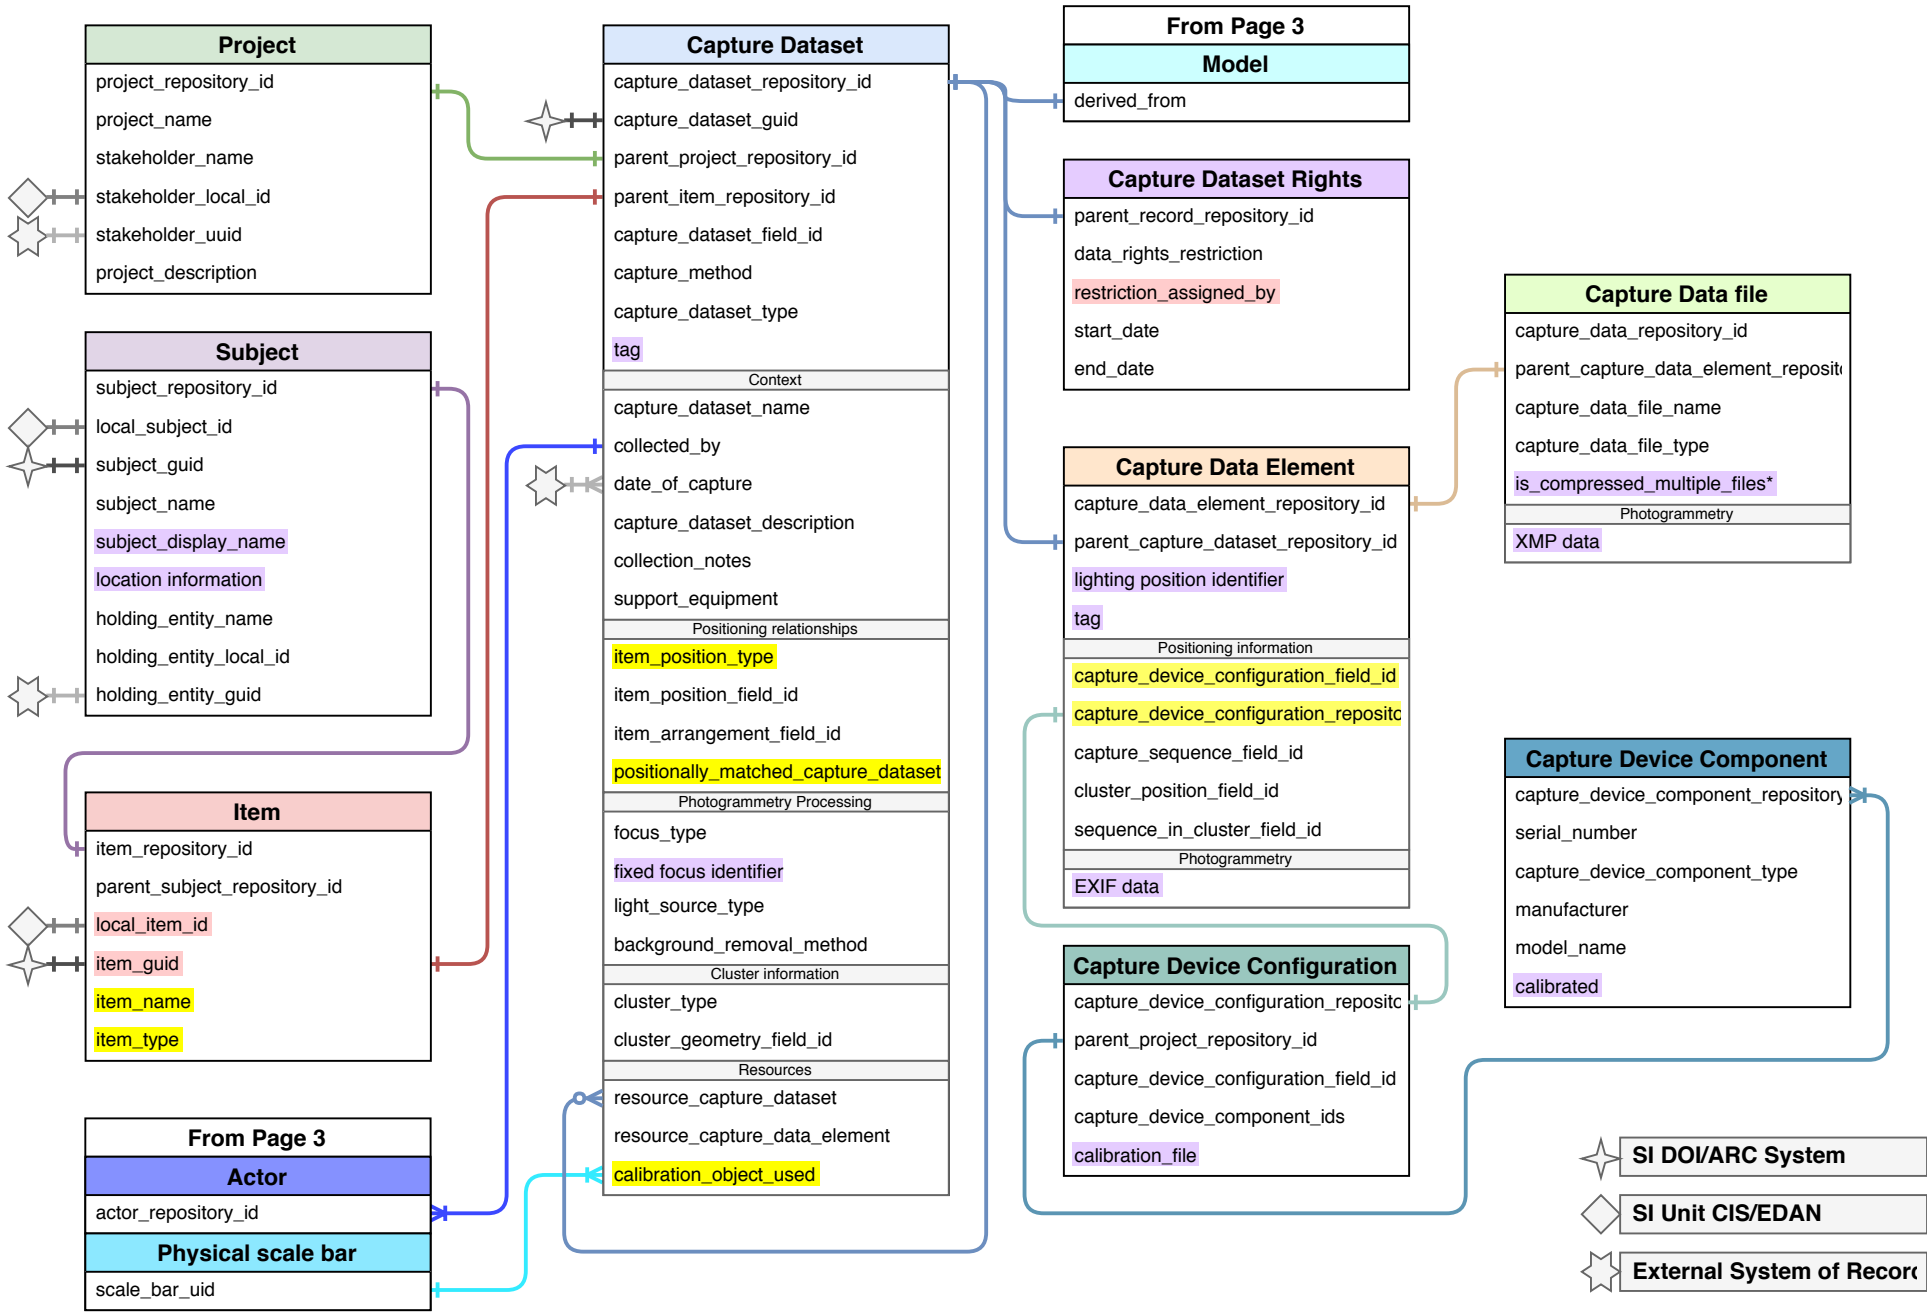 Project
project_repository_id
project_name
stakeholder_name
stakeholder_local_id
stakeholder_uuid
project_description
Subject
subject_repository_id
local_subject_id
subject_guid
subject_name
subject_display_name
location information
holding_entity_name
holding_entity_local_id
holding_entity_guid
Item
item_repository_id
parent_subject_repository_id
local_item_id
item_guid
item_name
item_type
From Page 3
Actor
actor_repository_id
Physical scale bar
scale_bar_uid
Capture Dataset
capture_dataset_repository_id
capture_dataset_guid
parent_project_repository_id
parent_item_repository_id
capture_dataset_field_id
capture_method
capture_dataset_type
tag
Context
capture_dataset_name
collected_by
date_of_capture
capture_dataset_description
collection_notes
support_equipment
Positioning relationships
item_position_type
item_position_field_id
item_arrangement_field_id
positionally_matched_capture_dataset
Photogrammetry Processing
focus_type
fixed focus identifier
light_source_type
background_removal_method
Cluster information
cluster_type
cluster_geometry_field_id
Resources
resource_capture_dataset
resource_capture_data_element
calibration_object_used
From Page 3
Model
derived_from
Capture Dataset Rights
parent_record_repository_id
data_rights_restriction
restriction_assigned_by
start_date
end_date
Capture Data Element
capture_data_element_repository_id
parent_capture_dataset_repository_id
lighting position identifier
tag
Positioning information
capture_device_configuration_field_id
capture_device_configuration_reposito
capture_sequence_field_id
cluster_position_field_id
sequence_in_cluster_field_id
Photogrammetry
EXIF data
Capture Device Configuration
capture_device_configuration_reposito
parent_project_repository_id
capture_device_configuration_field_id
capture_device_component_ids
calibration_file
Capture Data file
capture_data_repository_id
parent_capture_data_element_reposito
capture_data_file_name
capture_data_file_type
is_compressed_multiple_files*
Photogrammetry
XMP data
Capture Device Component
capture_device_component_repository
serial_number
capture_device_component_type
manufacturer
model_name
calibrated
SI DOI/ARC System
SI Unit CIS/EDAN
External System of Record